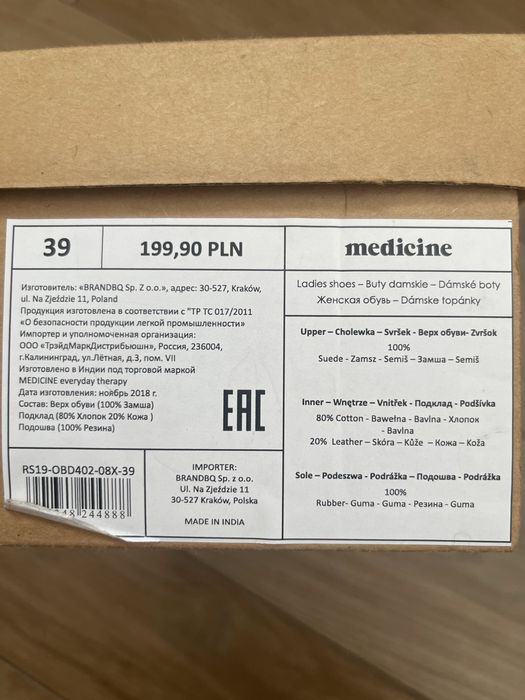 39
199,90 PLN
medicine
Изготовитель: «BRANDBQ Sp. Z o.o.», адрес: 30-527, Kraków,
ul. Na Zjeździe 11, Poland
Продукция изготовлена в соответствии с "ТР ТС 017/2011
«О безопасности продукции легкой промышленности»
Импортер и уполномоченная организация:
ООО «ТрэйдМаркДистрибьюшн», Россия, 236004,
г.Калининград, ул.Лётная, д.3, пом. VII
Изготовлено в Индии под торговой маркой
MEDICINE everyday therapy
Дата изготовления: ноябрь 2018 г.
Состав: Верх обуви (100% Замша)
Подклад (80% Хлопок 20% Кожа )
Подошва (100% Резина)
EAC
Ladies shoes – Buty damskie – Dámské boty
Женская обувь – Dámske topánky
Upper – Cholewka – Svršek - Верх обуви- Zvršok
100%
Suede - Zamsz - Semiš – Замша – Semiš
Inner – Wnętrze – Vnitřek - Подклад - Podšívka
80% Cotton - Bawełna - Bavlna - Хлопок
- Bavlna
20% Leather – Skóra – Kůže – Кожа – Koža
Sole – Podeszwa – Podrážka – Подошва - Podrážka
100%
Rubber- Guma - Guma - Резина - Guma
RS19-OBD402-08X-39
244888
IMPORTER:
BRANDBQ Sp. z o.o.
Ul. Na Zjeździe 11
30-527 Kraków, Polska
MADE IN INDIA